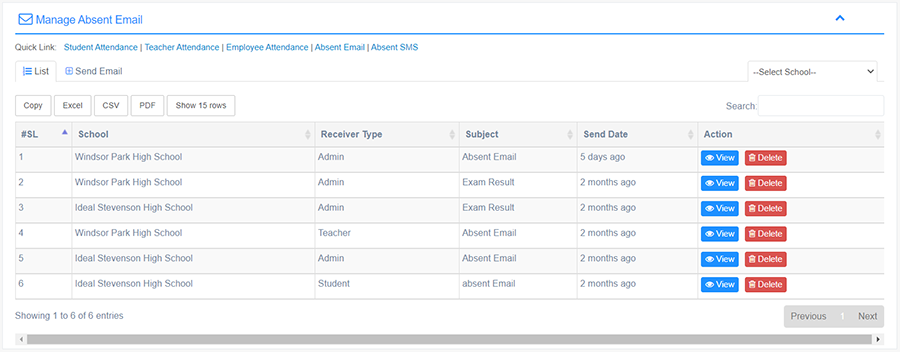 Manage Absent Email
Quick Link: Student Attendance | Teacher Attendance | Employee Attendance | Absent Email | Absent SMS
List Send Email --Select School--
Copy Excel CSV PDF Show 15 rows Search:
#SL School Receiver Type Subject Send Date Action
1 Windsor Park High School Admin Absent Email 5 days ago View Delete
2 Windsor Park High School Admin Exam Result 2 months ago View Delete
3 Ideal Stevenson High School Admin Exam Result 2 months ago View Delete
4 Windsor Park High School Teacher Absent Email 2 months ago View Delete
5 Ideal Stevenson High School Admin Absent Email 2 months ago View Delete
6 Ideal Stevenson High School Student absent Email 2 months ago View Delete
Showing 1 to 6 of 6 entries Previous 1 Next